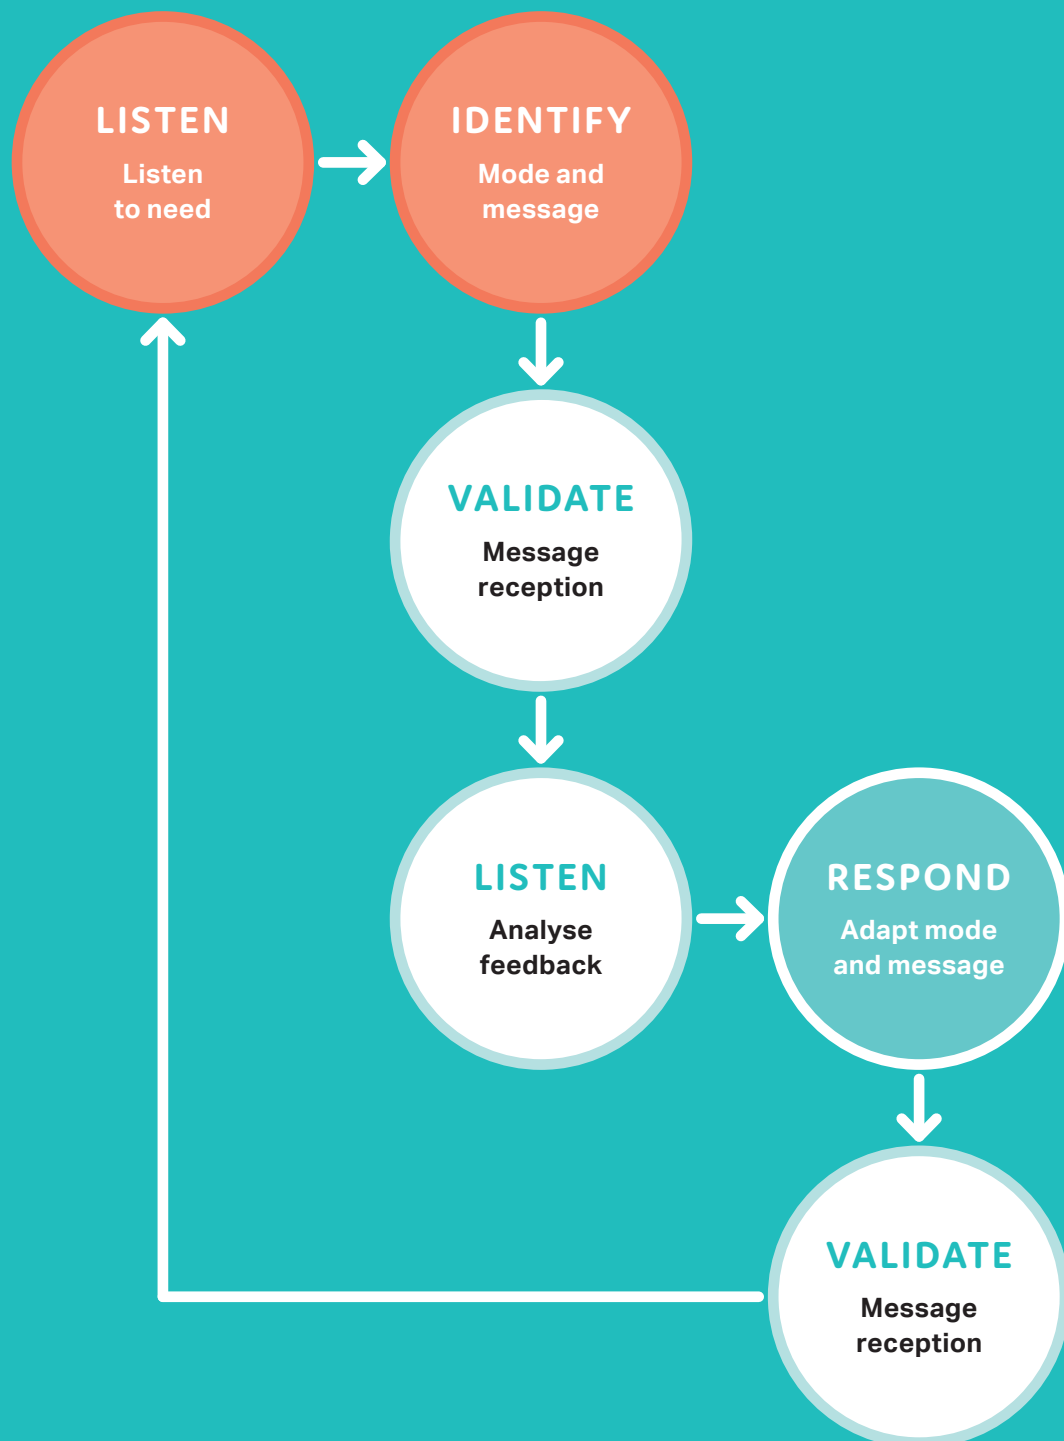 LISTEN
Listen
to need
IDENTIFY
Mode and
message
VALIDATE
Message
reception
LISTEN
Analyse
feedback
RESPOND
Adapt mode
and message
VALIDATE
Message
reception